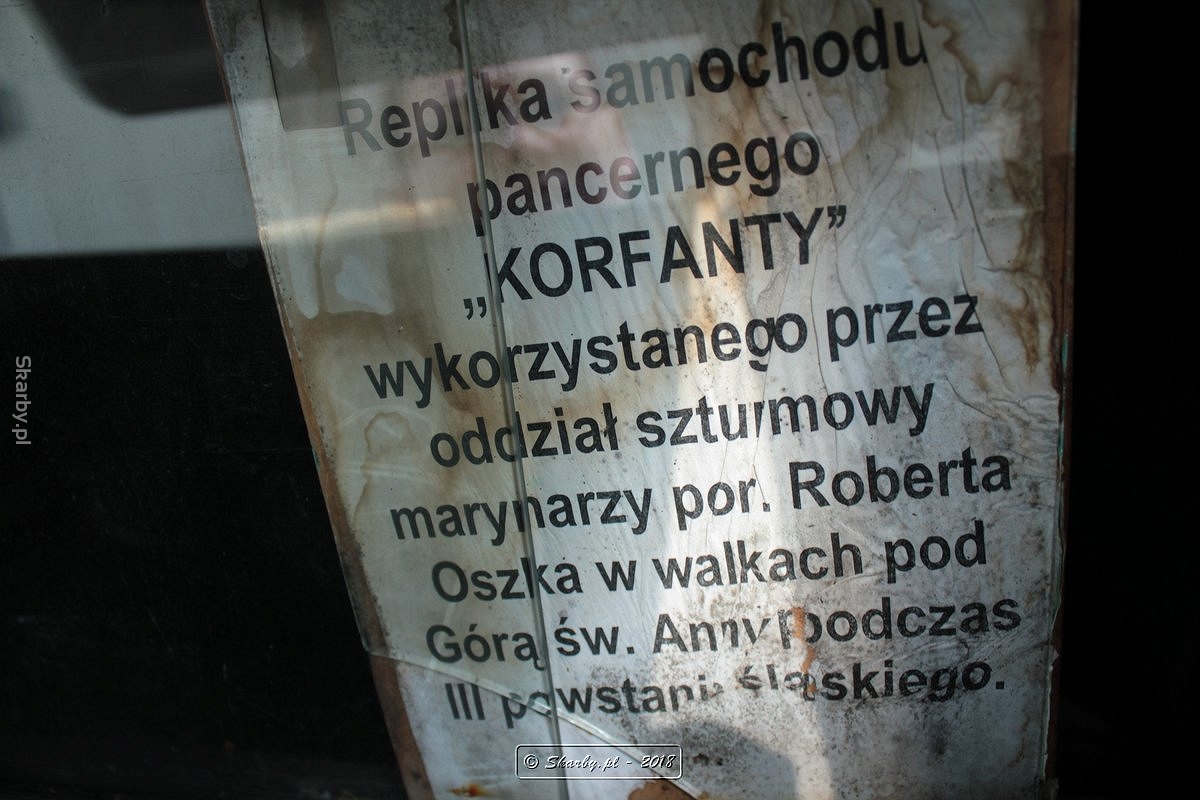 Replika samochodu
pancernego
„KORFANTY”
wykorzystanego przez
oddział szturmowy
marynarzy por. Roberta
Oszka w walkach pod
Górą św. Anny podczas
III powstania śląskiego.
Skarby.pl
© Skarby.pl - 2018